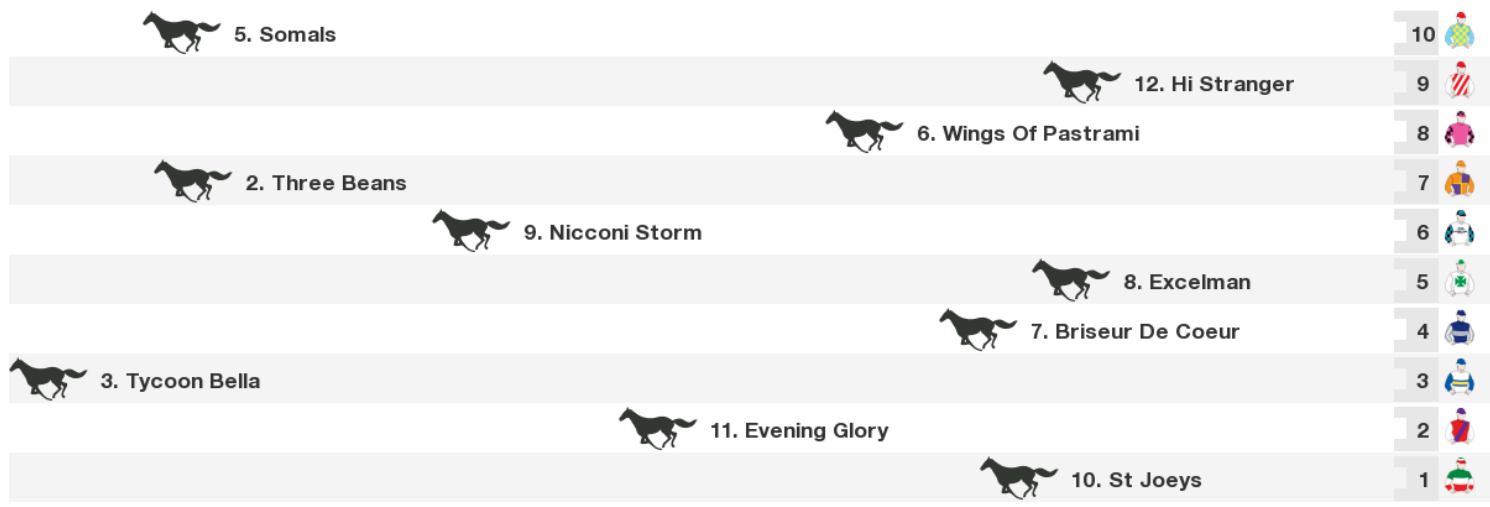 5. Somals 10
12. Hi Stranger 9
6. Wings Of Pastrami 8
2. Three Beans 7
9. Nicconi Storm 6
8. Excelman 5
7. Briseur De Coeur 4
3. Tycoon Bella 3
11. Evening Glory 2
10. St Joeys 1